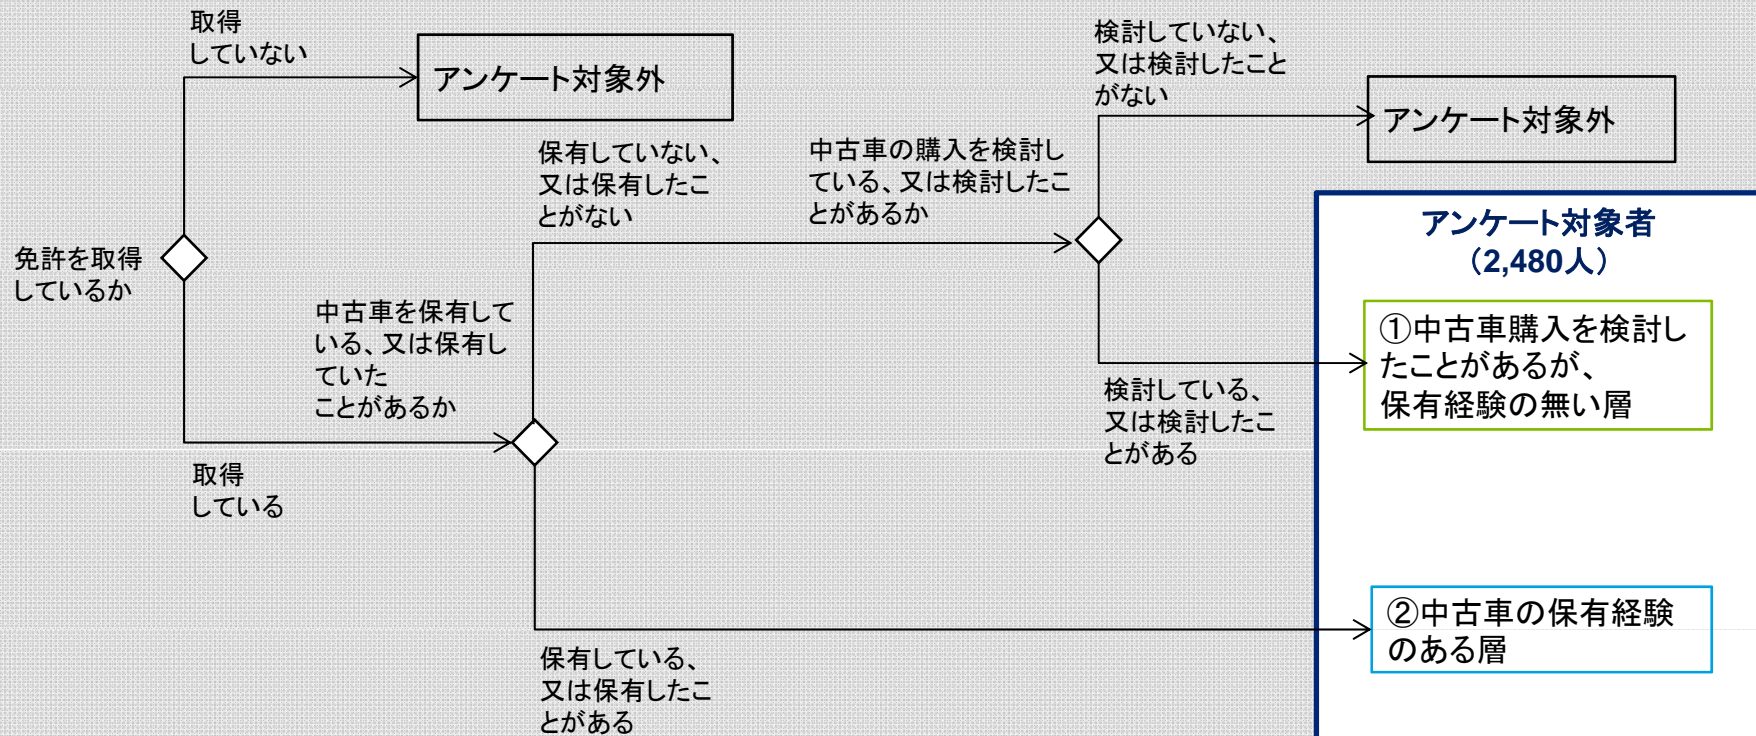 取得
していない
アンケート対象外
検討していない、
又は検討したこと
がない
アンケート対象外
保有していない、
又は保有したこ
とがない
中古車の購入を検討し
ている、又は検討したこ
とがあるか
免許を取得
しているか
中古車を保有して
いる、又は保有し
ていた
ことがあるか
取得
している
検討している、
又は検討したこ
とがある
保有している、
又は保有したこ
とがある
アンケート対象者
（2,480人）
①中古車購入を検討し
たことがあるが、
保有経験の無い層
②中古車の保有経験
のある層